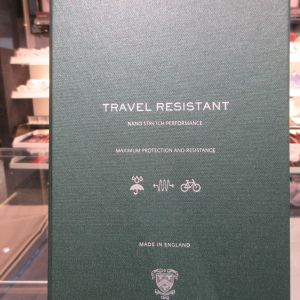 TRAVEL RESISTANT
NANO STRETCH PERFORMANCE
MAXIMUM PROTECTION AND RESISTANCE
MADE IN ENGLAND